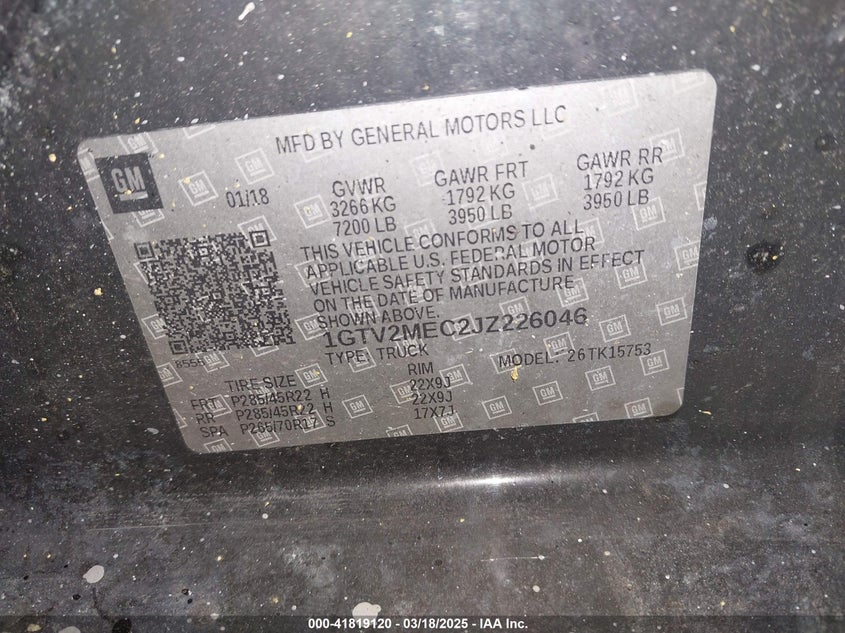 MFD BY GENERAL MOTORS LLC
GM
01/18
GVWR
3266 KG
7200 LB
GAWR FRT
1792 KG
3950 LB
GAWR RR
1792 KG
3950 LB
THIS VEHICLE CONFORMS TO ALL
APPLICABLE U.S. FEDERAL MOTOR
VEHICLE SAFETY STANDARDS IN EFFECT
ON THE DATE OF MANUFACTURE
SHOWN ABOVE.
1GTV2MEC2JZ226046
8555
TYPE: TRUCK
MODEL: 26TK15753
TIRE SIZE
RIM
FRT P285/45R22 H 22X9J
RR P285/45R22 H 22X9J
SPA P265/70R17 S 17X7J
000-41819120 - 03/18/2025 - IAA Inc.